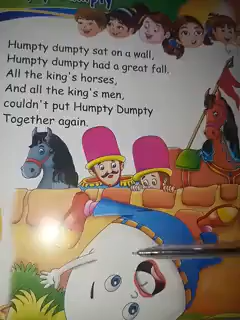 Humpty dumpty sat on a wall,
Humpty dumpty had a great fall.
All the king's horses,
And all the king's men,
couldn't put Humpty Dumpty
Together again.